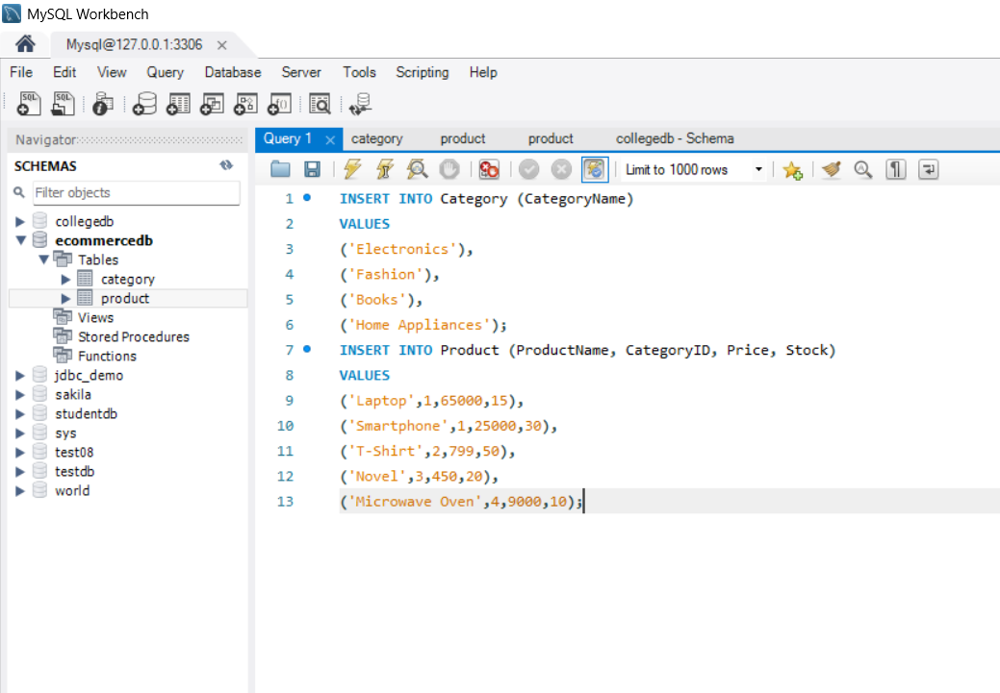 MySQL Workbench
Mysql@127.0.0.1:3306
File Edit View Query Database Server Tools Scripting Help
Navigator
SCHEMAS
Filter objects
collegedb
ecommercedb
Tables
category
product
Views
Stored Procedures
Functions
jdbc_demo
sakila
studentdb
sys
test08
testdb
world
Query 1 category product product collegedb - Schema
Limit to 1000 rows
1 INSERT INTO Category (CategoryName)
2 VALUES
3 ('Electronics'),
4 ('Fashion'),
5 ('Books'),
6 ('Home Appliances');
7 INSERT INTO Product (ProductName, CategoryID, Price, Stock)
8 VALUES
9 ('Laptop',1,65000,15),
10 ('Smartphone',1,25000,30),
11 ('T-Shirt',2,799,50),
12 ('Novel',3,450,20),
13 ('Microwave Oven',4,9000,10);